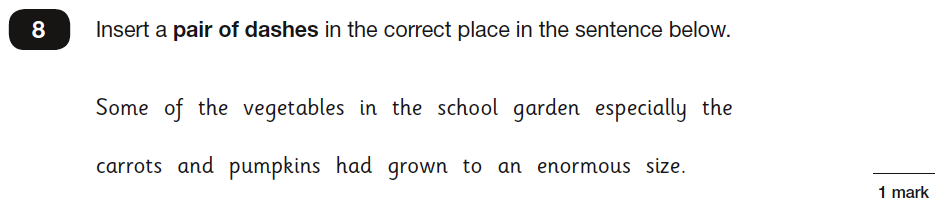 8 Insert a pair of dashes in the correct place in the sentence below.
Some of the vegetables in the school garden especially the
carrots and pumpkins had grown to an enormous size.
1 mark